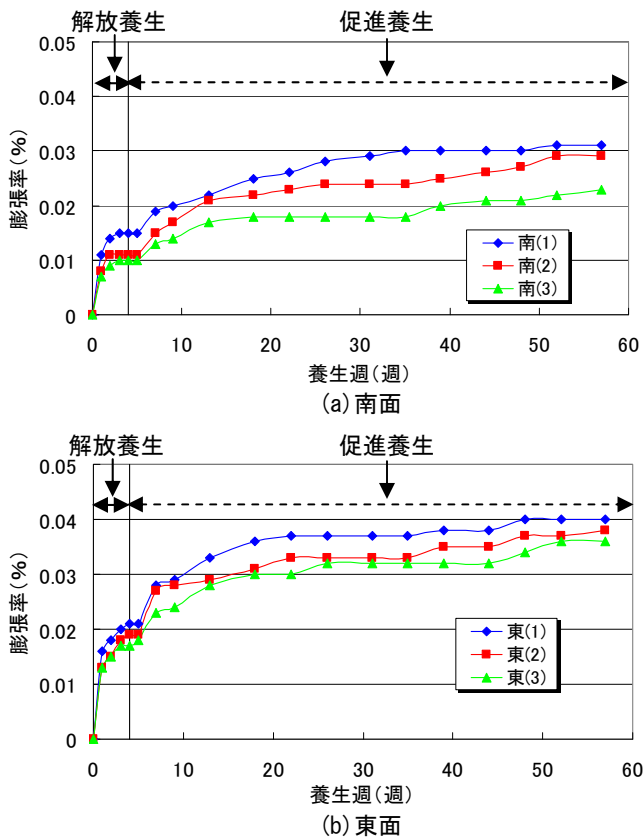 解放養生 促進養生
0.05
0.04
0.03
0.02
0.01
0
膨張率(%)
南(1)
南(2)
南(3)
0 10 20 30 40 50 60
養生週(週)
(a)南面
解放養生 促進養生
0.05
0.04
0.03
0.02
0.01
0
膨張率(%)
東(1)
東(2)
東(3)
0 10 20 30 40 50 60
養生週(週)
(b)東面